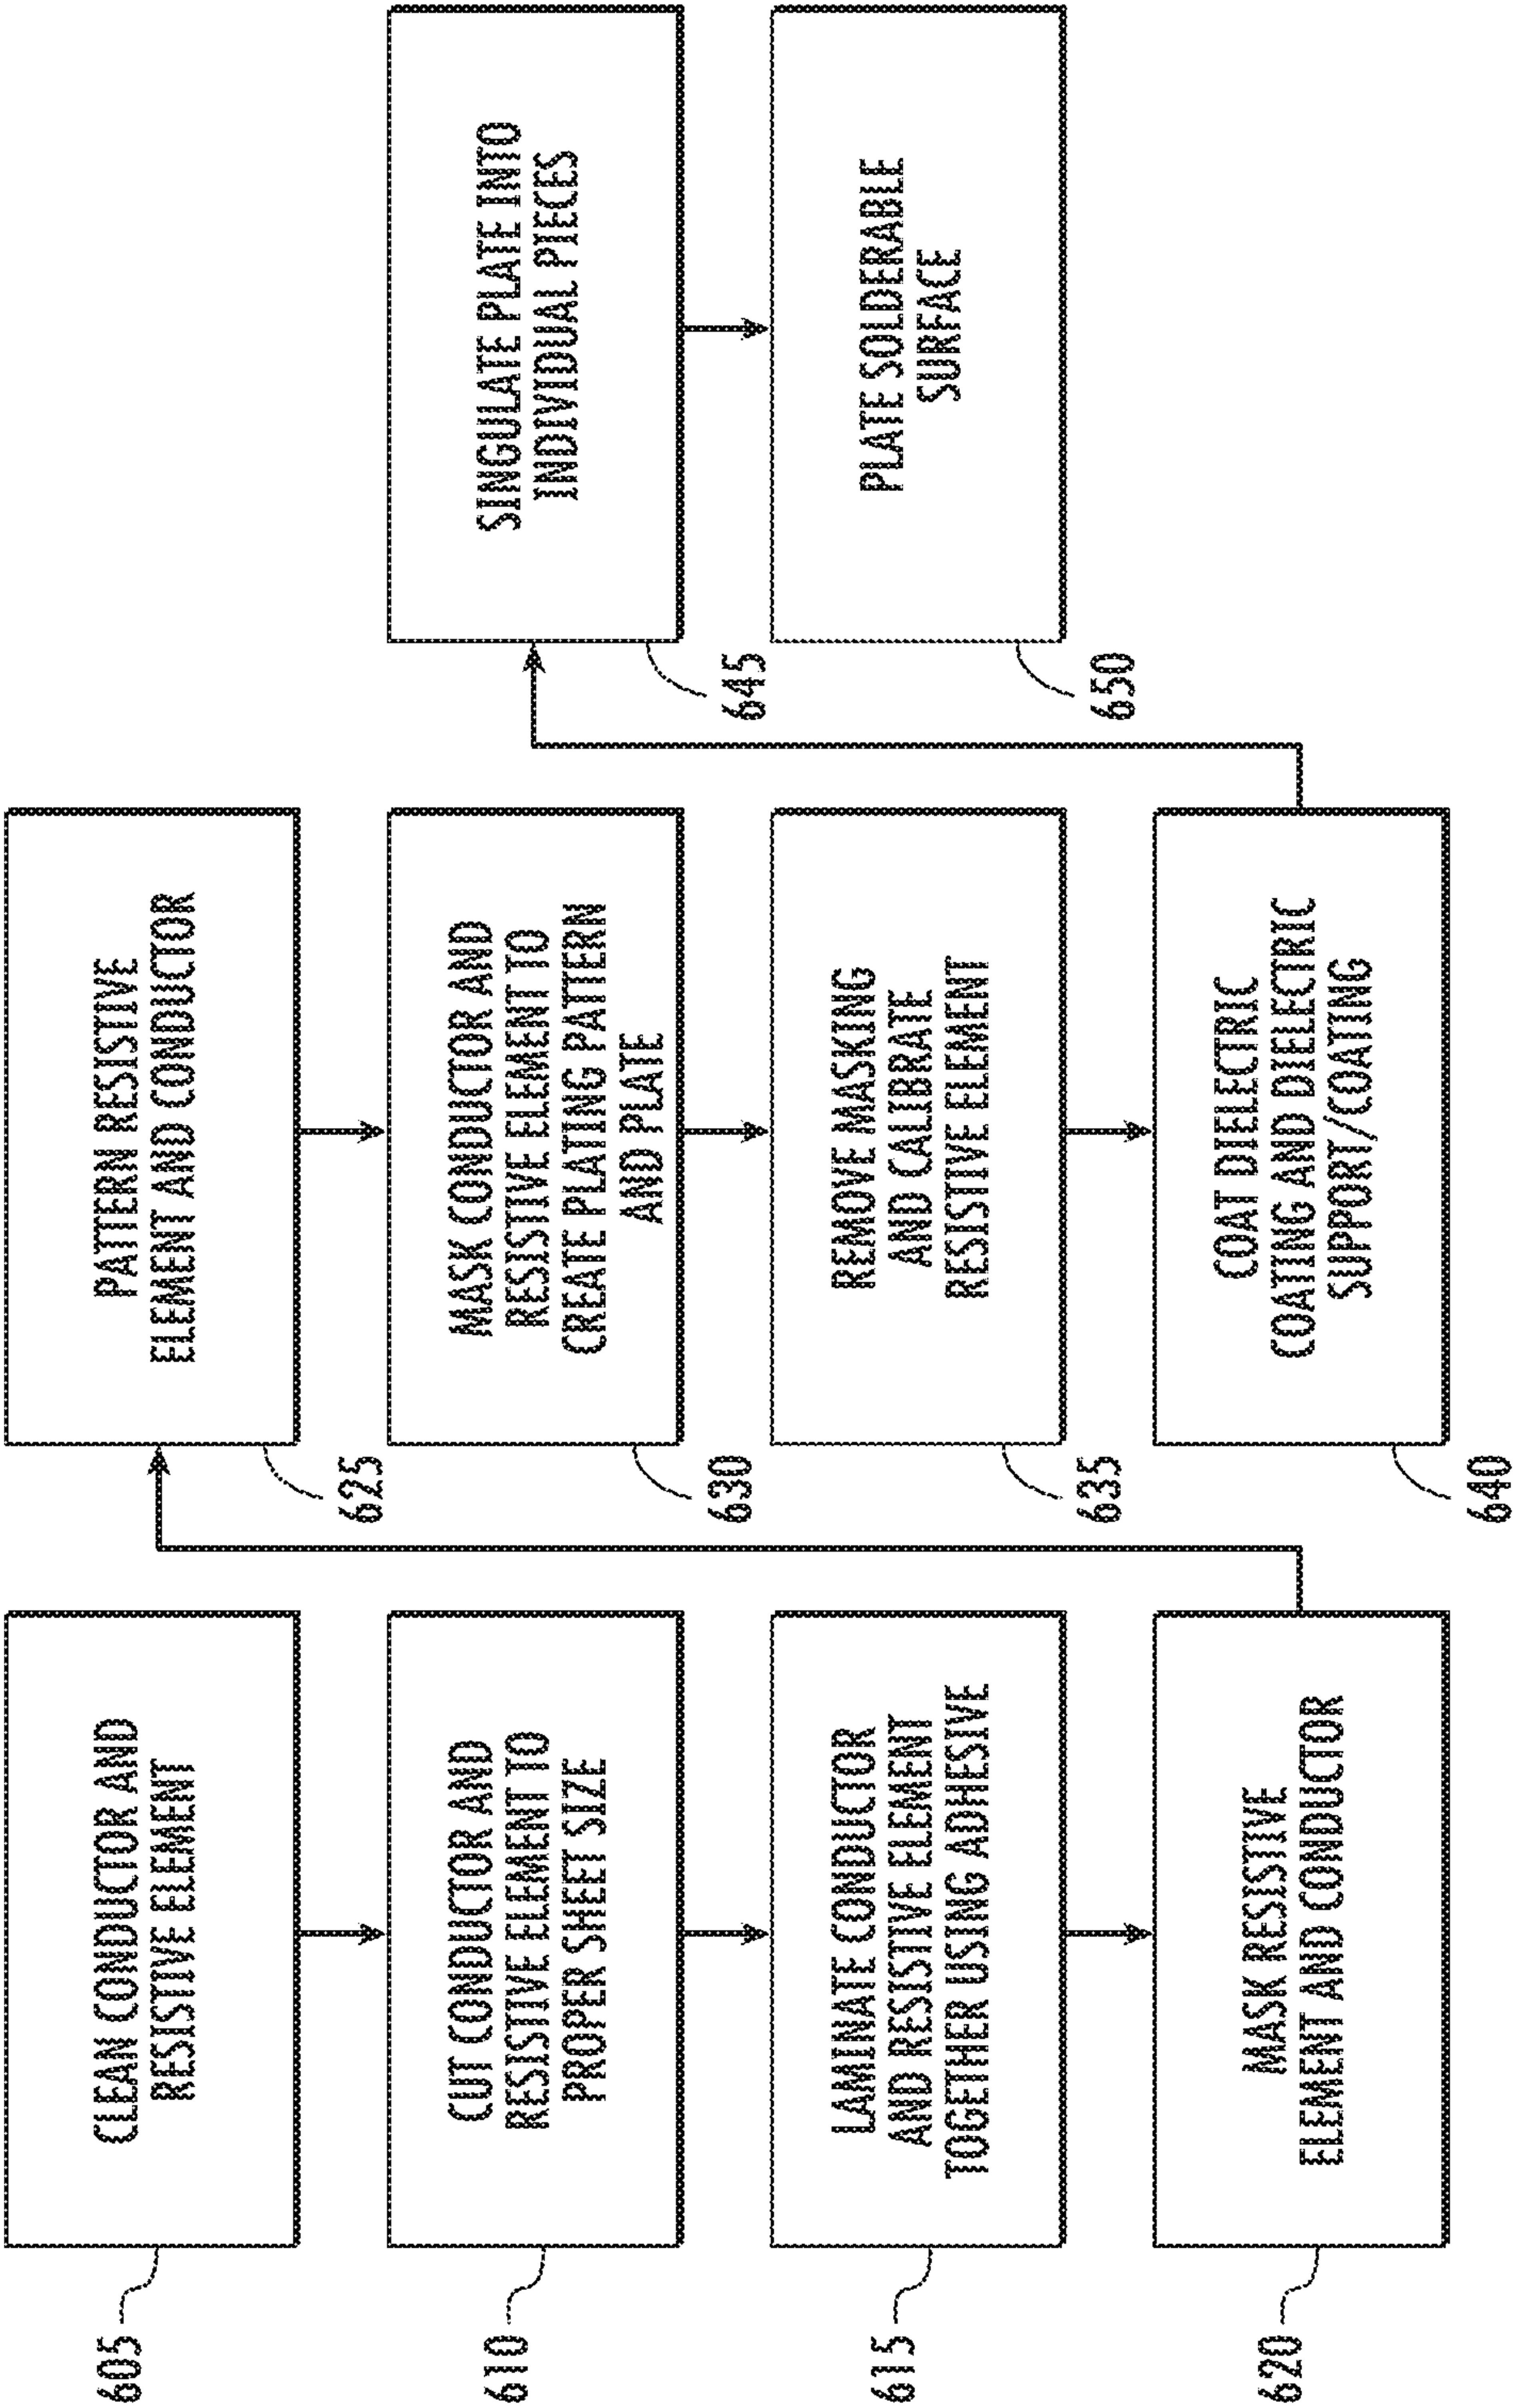 605
CLEAN CONDUCTOR AND
RESISTIVE ELEMENT
610
CUT CONDUCTOR AND
RESISTIVE ELEMENT TO
PROPER SHEET SIZE
615
LAMINATE CONDUCTOR
AND RESISTIVE ELEMENT
TOGETHER USING ADHESIVE
620
MASK RESISTIVE
ELEMENT AND CONDUCTOR
625
PATTERN RESISTIVE
ELEMENT AND CONDUCTOR
630
MASK CONDUCTOR AND
RESISTIVE ELEMENT TO
CREATE PLATING PATTERN
AND PLATE
635
REMOVE MASKING
AND CALIBRATE
RESISTIVE ELEMENT
640
COAT DIELECTRIC
COATING AND DIELECTRIC
SUPPORT/COATING
645
SINGULATE PLATE INTO
INDIVIDUAL PIECES
650
PLATE SOLDERABLE
SURFACE